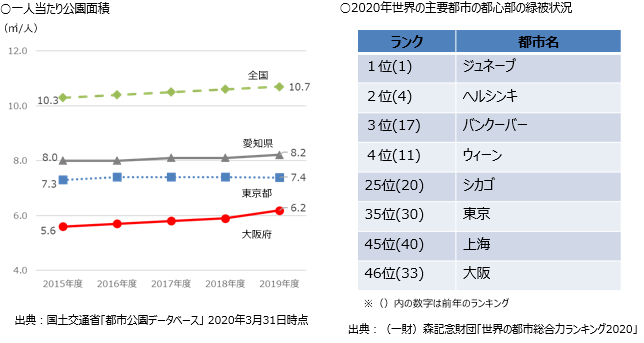 ○一人当たり公園面積
(㎡/人)
12.0
10.0
8.0
6.0
4.0
全国
10.3
10.7
愛知県
8.0
8.2
7.3
7.4
東京都
5.6
6.2
大阪府
2015年度 2016年度 2017年度 2018年度 2019年度
出典：国土交通省「都市公園データベース」 2020年3月31日時点
○2020年世界の主要都市の都心部の緑被状況
ランク 都市名
１位(1) ジュネーブ
２位(4) ヘルシンキ
３位(17) バンクーバー
４位(11) ウィーン
25位(20) シカゴ
35位(30) 東京
45位(40) 上海
46位(33) 大阪
※（）内の数字は前年のランキング
出典：（一財）森記念財団「世界の都市総合力ランキング2020」